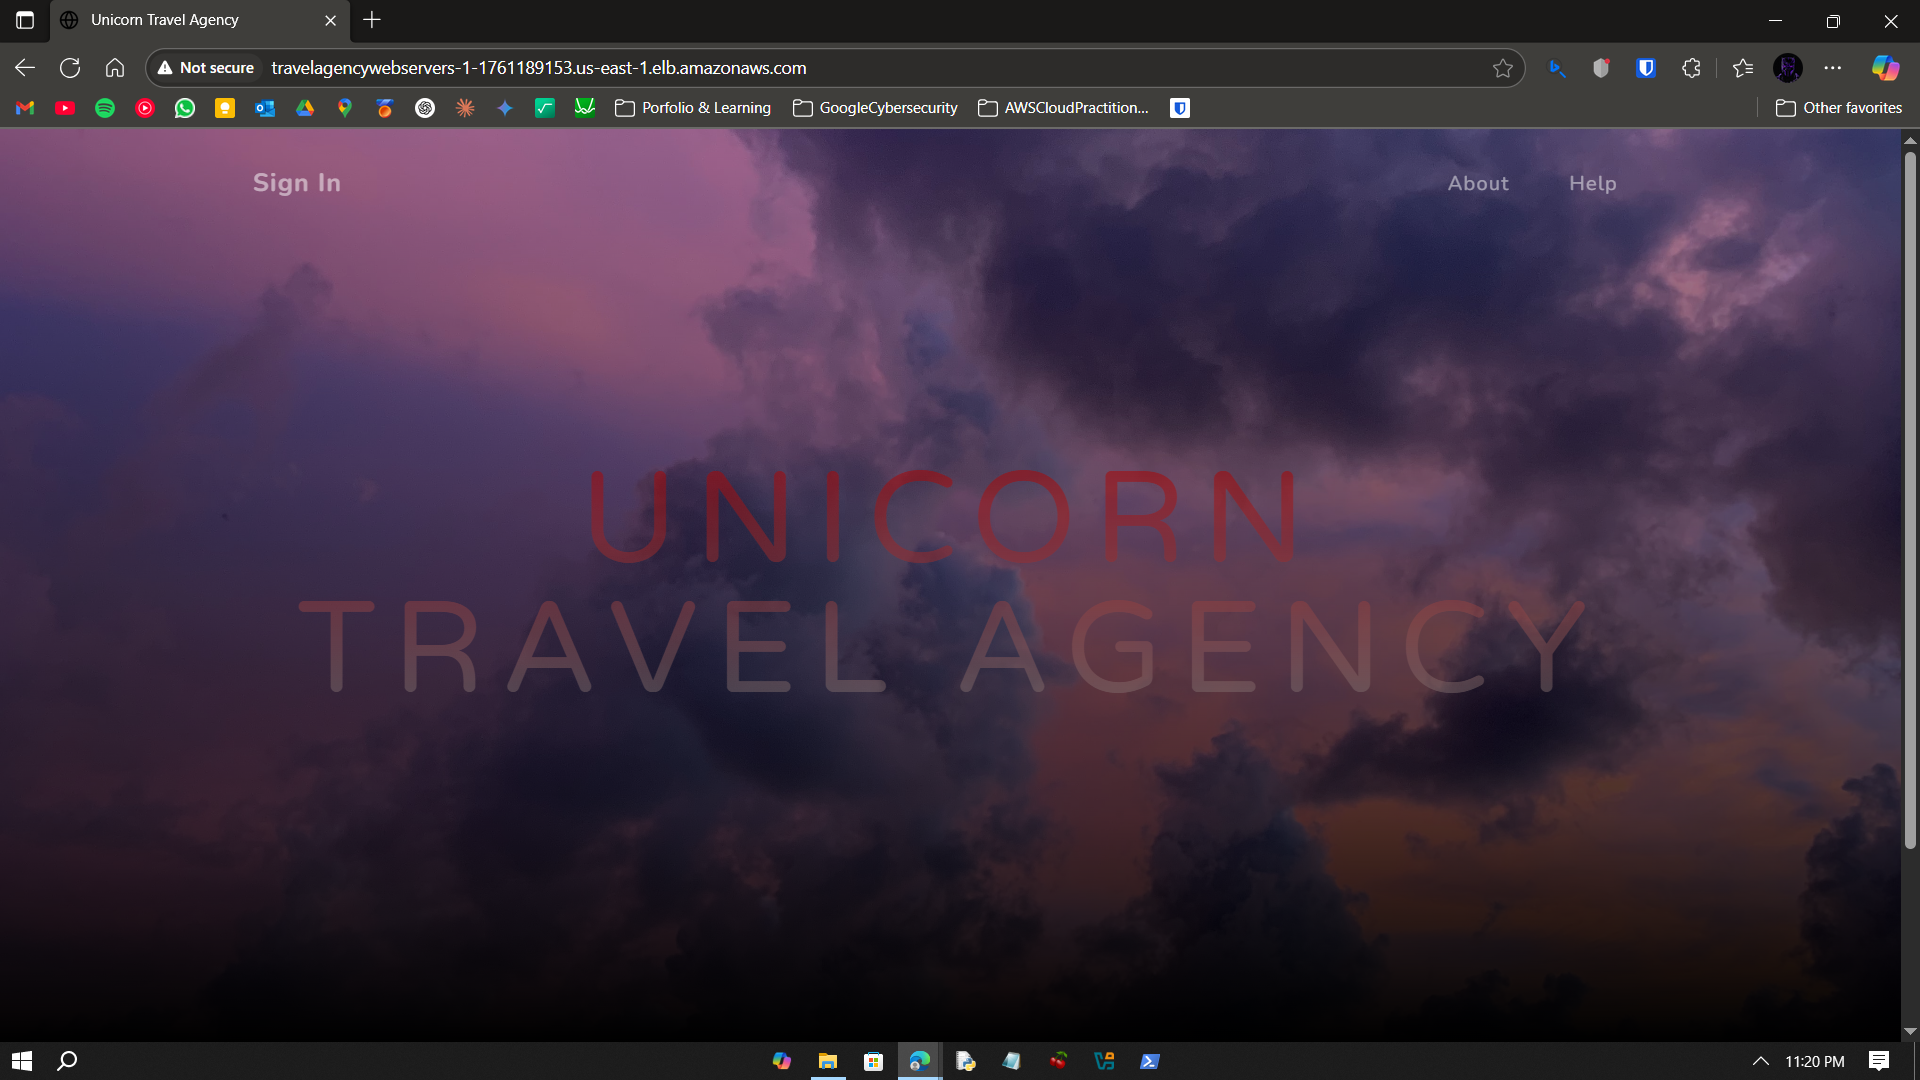 Unicorn Travel Agency
Not secure
travelagencywebservers-1-1761189153.us-east-1.elb.amazonaws.com
Porfolio & Learning
GoogleCybersecurity
AWSCloudPractition...
Other favorites
Sign In
About
Help
UNICORN
TRAVEL AGENCY
11:20 PM